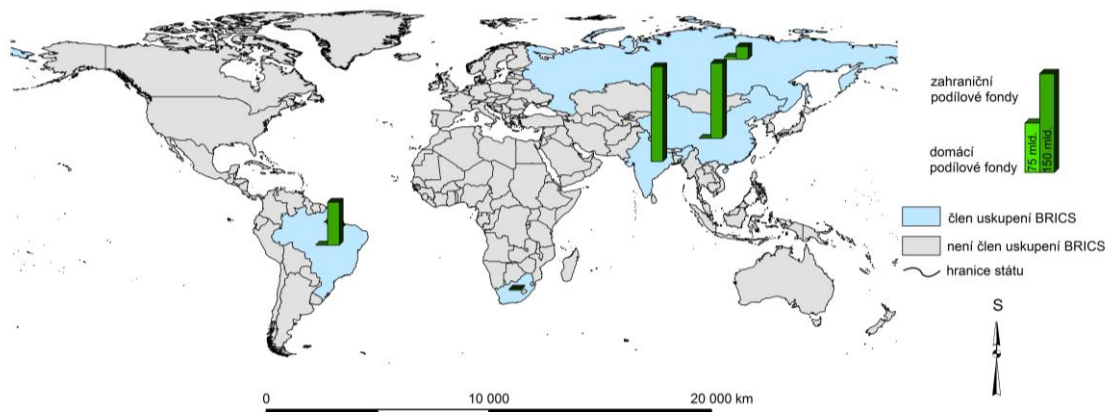 zahraniční
podílové fondy
domácí
podílové fondy
75 mld.
150 mld.
člen uskupení BRICS
není člen uskupení BRICS
hranice státu
S
0 10 000 20 000 km